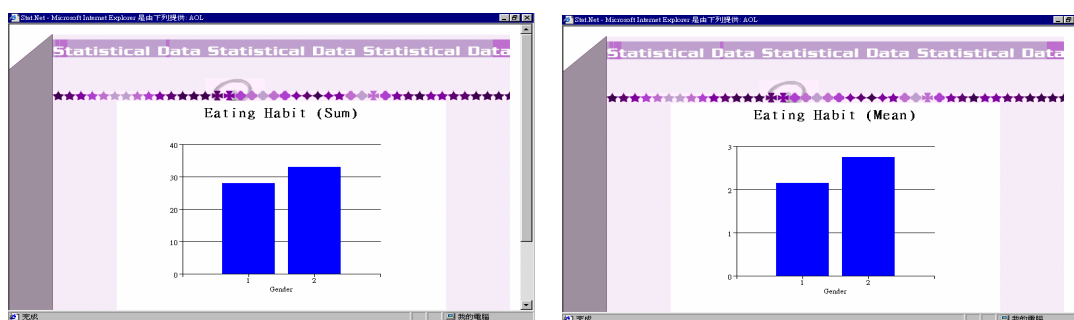 Stat.Net - Microsoft Internet Explorer 是由下列提供: AOL
Statistical Data Statistical Data Statistical Data
Eating Habit (Sum)
40
30
20
10
0
1 2
Gender
完成 我的電腦
Stat.Net - Microsoft Internet Explorer 是由下列提供: AOL
Statistical Data Statistical Data Statistical Data
Eating Habit (Mean)
3
2
1
0
1 2
Gender
完成 我的電腦